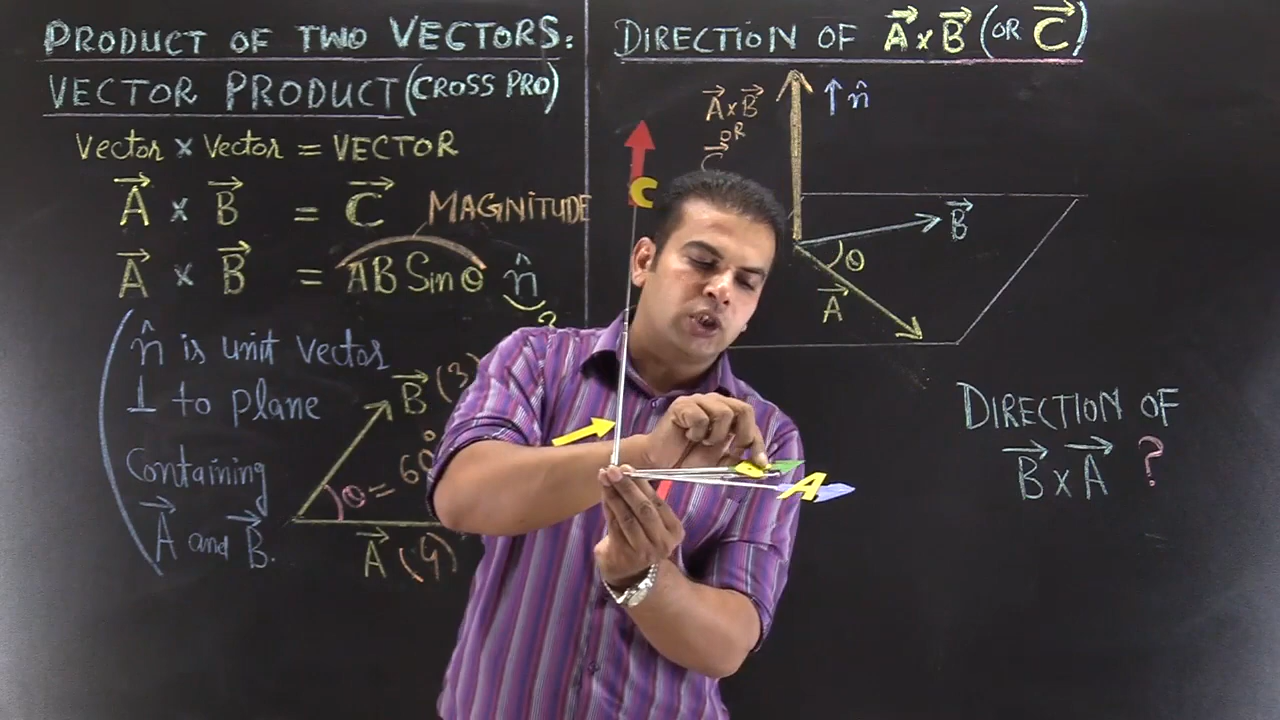 PRODUCT OF TWO VECTORS:
VECTOR PRODUCT (CROSS PRO)
Vector × Vector = VECTOR
A⃗ × B⃗ = C⃗ MAGNITUDE
A⃗ × B⃗ = AB Sin θ n̂
?
n̂ is unit vector
⊥ to plane
Containing
A⃗ and B⃗.
B⃗ (3)
θ = 60°
A⃗ (4)
DIRECTION OF A⃗ × B⃗ (OR C⃗)
A⃗ × B⃗
OR
C⃗
↑ n̂
B⃗
θ
A⃗
C
B
A
DIRECTION OF
B⃗ × A⃗ ?